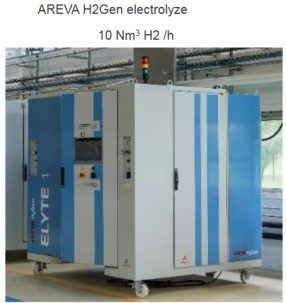 AREVA H2Gen electrolyze
10 Nm³ H2 /h
ELYTE 1